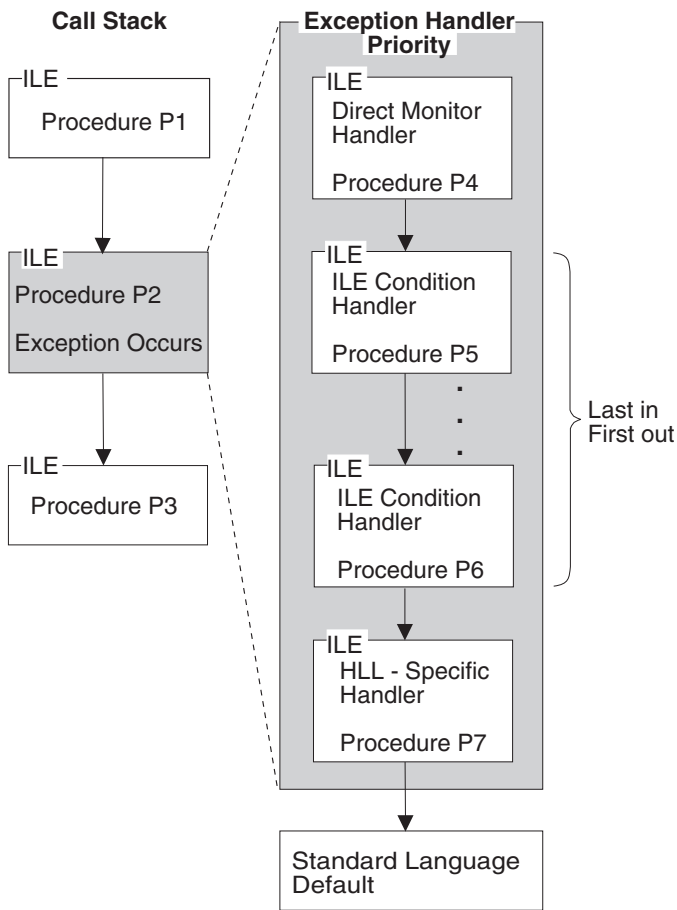 Call Stack
ILE
Procedure P1
ILE
Procedure P2
Exception Occurs
ILE
Procedure P3
Exception Handler
Priority
ILE
Direct Monitor
Handler
Procedure P4
ILE
ILE Condition
Handler
Procedure P5
.
.
.
ILE
ILE Condition
Handler
Procedure P6
Last in
First out
ILE
HLL - Specific
Handler
Procedure P7
Standard Language
Default